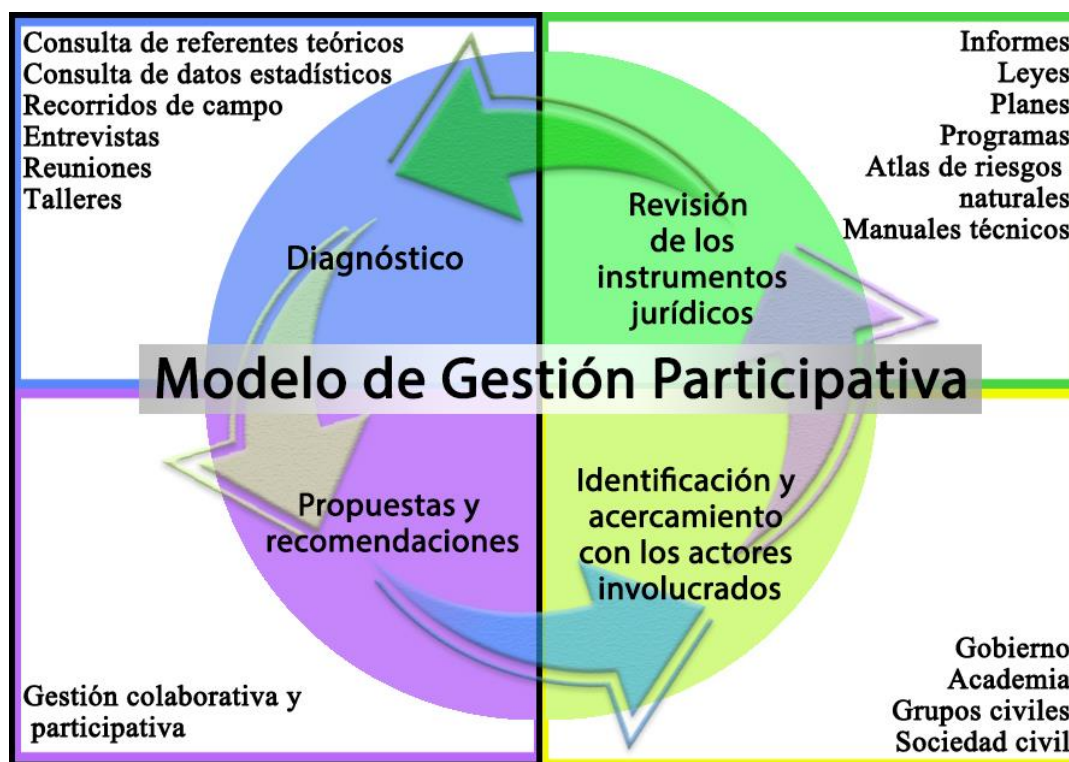 Consulta de referentes teóricos
Consulta de datos estadísticos
Recorridos de campo
Entrevistas
Reuniones
Talleres
Diagnóstico
Informes
Leyes
Planes
Programas
Atlas de riesgos
naturales
Manuales técnicos
Revisión
de los
instrumentos
jurídicos
Modelo de Gestión Participativa
Propuestas y
recomendaciones
Gestión colaborativa y
participativa
Identificación y
acercamiento
con los actores
involucrados
Gobierno
Academia
Grupos civiles
Sociedad civil